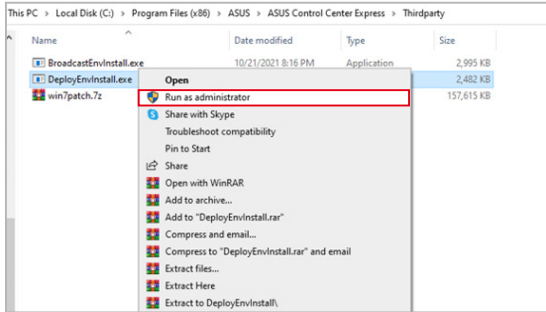 This PC > Local Disk (C:) > Program Files (x86) > ASUS > ASUS Control Center Express > Thirdparty
Name Date modified Type Size
BroadcastEnvInstall.exe 10/21/2021 8:16 PM Application 2,995 KB
DeployEnvInstall.exe 2,482 KB
win7patch.7z 157,615 KB
Open
Run as administrator
Share with Skype
Troubleshoot compatibility
Pin to Start
Share
Open with WinRAR
Add to archive...
Add to "DeployEnvInstall.rar"
Compress and email...
Compress to "DeployEnvInstall.rar" and email
Extract files...
Extract Here
Extract to DeployEnvInstall\